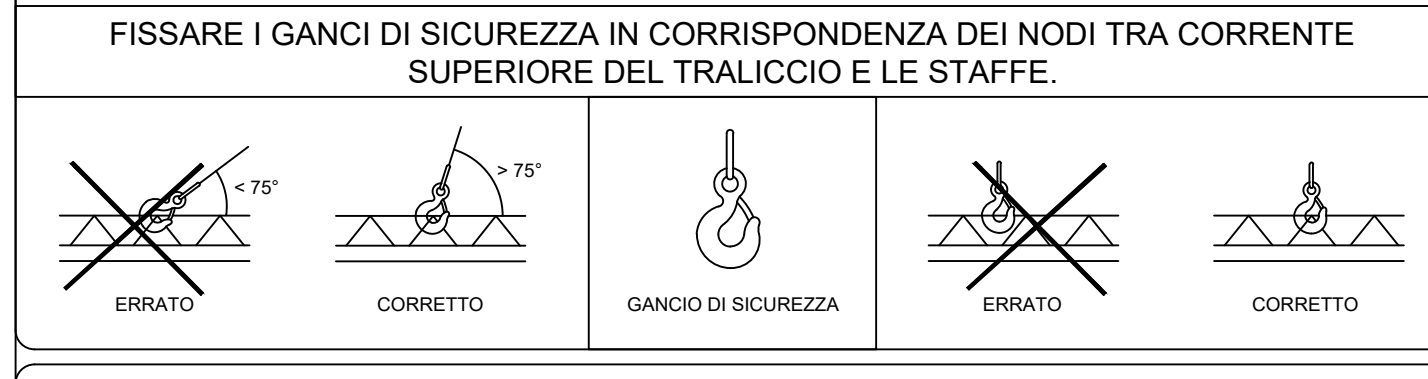 FISSARE I GANCI DI SICUREZZA IN CORRISPONDENZA DEI NODI TRA CORRENTE
SUPERIORE DEL TRALICCIO E LE STAFFE.
< 75°
ERRATO
> 75°
CORRETTO
GANCIO DI SICUREZZA
ERRATO
CORRETTO